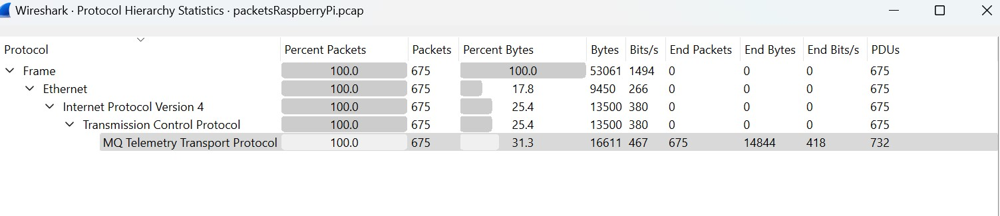 Wireshark · Protocol Hierarchy Statistics · packetsRaspberryPi.pcap
Protocol Percent Packets Packets Percent Bytes Bytes Bits/s End Packets End Bytes End Bits/s PDUs
Frame 100.0 675 100.0 53061 1494 0 0 0 675
Ethernet 100.0 675 17.8 9450 266 0 0 0 675
Internet Protocol Version 4 100.0 675 25.4 13500 380 0 0 0 675
Transmission Control Protocol 100.0 675 25.4 13500 380 0 0 0 675
MQ Telemetry Transport Protocol 100.0 675 31.3 16611 467 675 14844 418 732